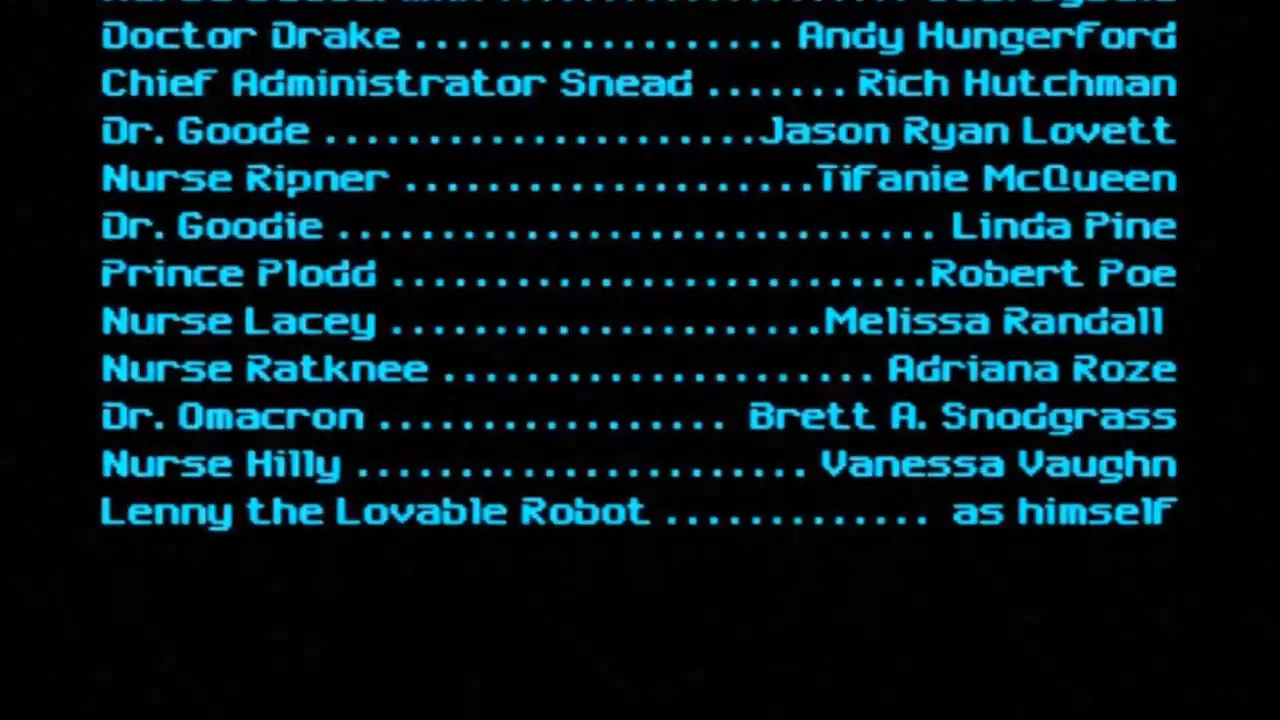 Doctor Drake .................. Andy Hungerford
Chief Administrator Snead ....... Rich Hutchman
Dr. Goode .....................Jason Ryan Lovett
Nurse Ripner ....................Tifanie McQueen
Dr. Goodie ............................. Linda Pine
Prince Plodd ..........................Robert Poe
Nurse Lacey .....................Melissa Randall
Nurse Ratknee ..................... Adriana Roze
Dr. Omacron ................. Brett A. Snodgrass
Nurse Hilly ...................... Vanessa Vaughn
Lenny the Lovable Robot ............. as himself